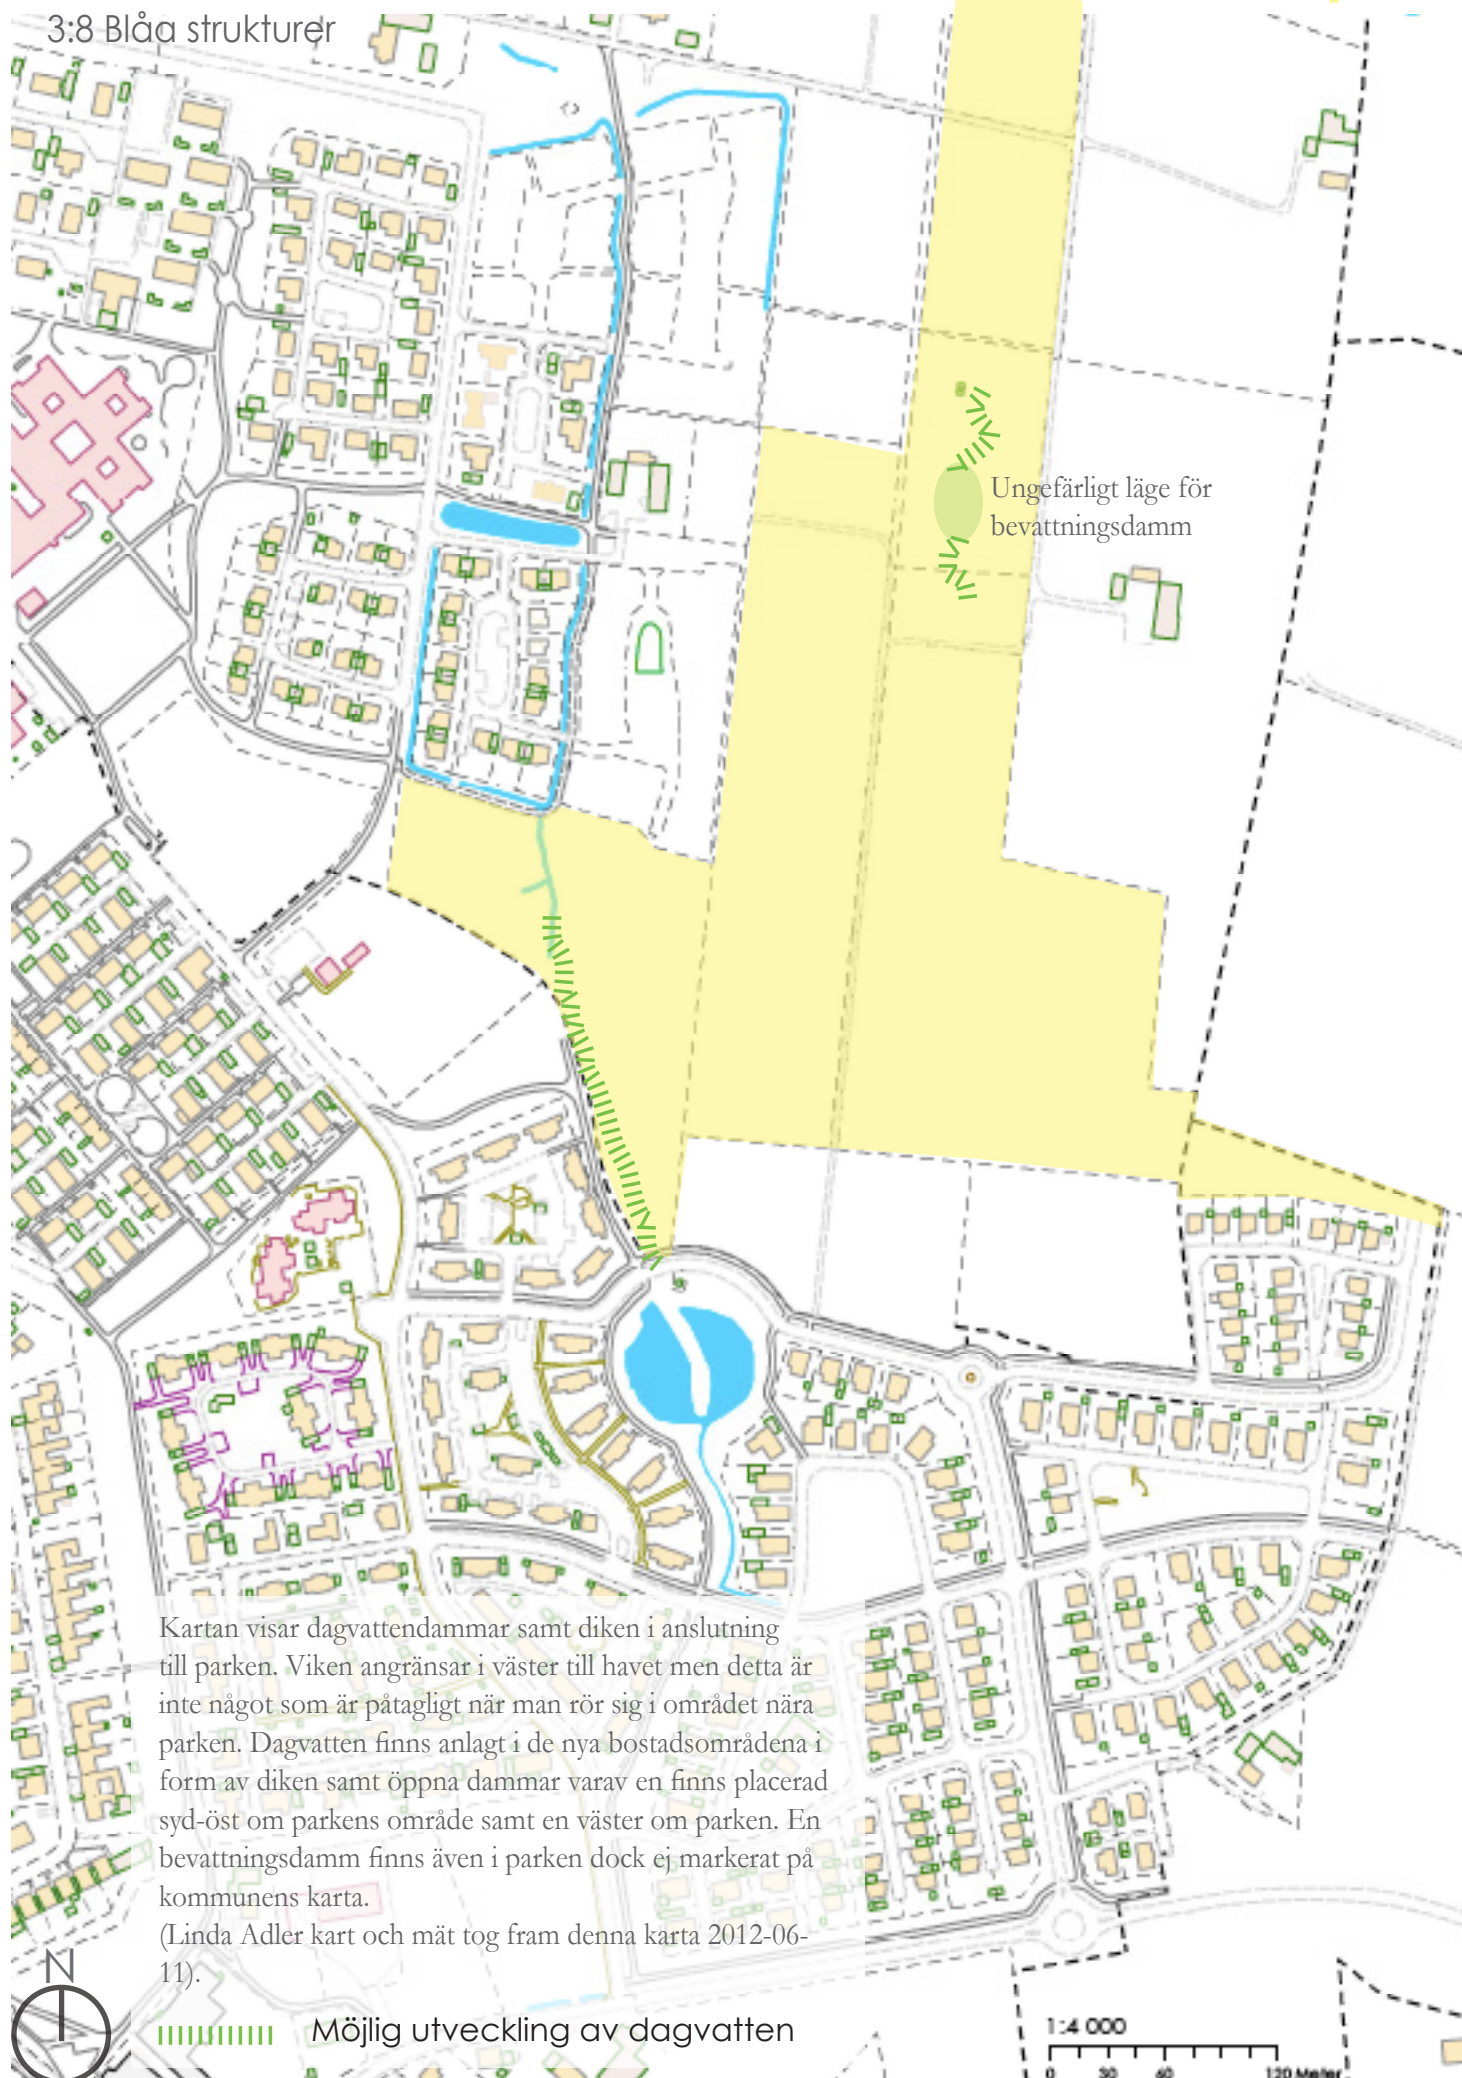 3:8 Blåa strukturer
Ungefärligt läge för
bevattningsdamm
Kartan visar dagvattendammar samt diken i anslutning
till parken. Viken angränsar i väster till havet men detta är
inte något som är påtagligt när man rör sig i området nära
parken. Dagvatten finns anlagt i de nya bostadsområdena i
form av diken samt öppna dammar varav en finns placerad
syd-öst om parkens område samt en väster om parken. En
bevattningsdamm finns även i parken dock ej markerat på
kommunens karta.
(Linda Adler kart och mät tog fram denna karta 2012-06-
11).
N
Möjlig utveckling av dagvatten
1:4 000
0 30 60 120 Meter